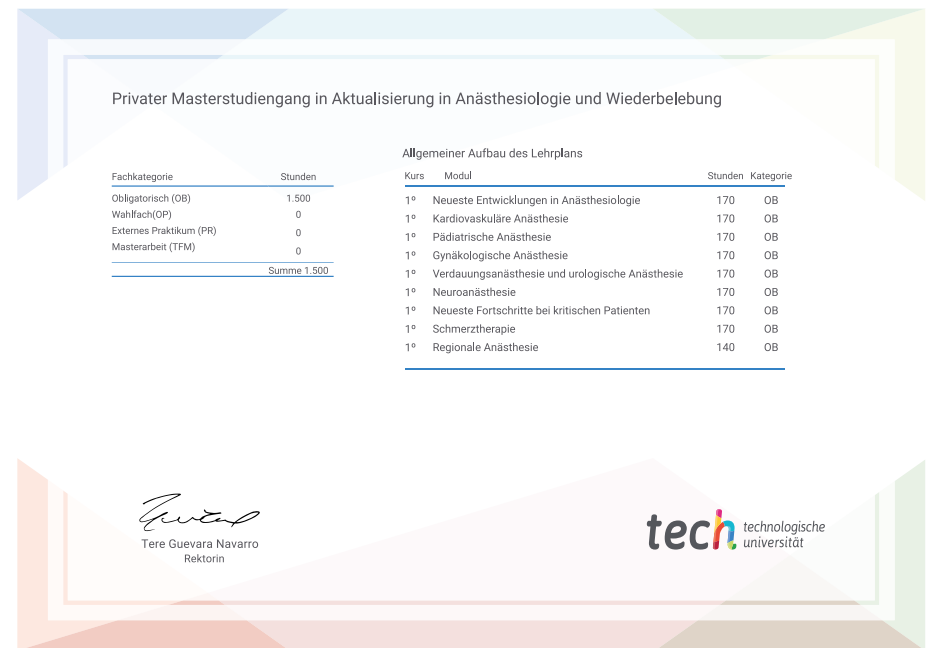 Privater Masterstudiengang in Aktualisierung in Anästhesiologie und Wiederbelebung
Fachkategorie Stunden
Obligatorisch (OB) 1.500
Wahlfach(OP) 0
Externes Praktikum (PR) 0
Masterarbeit (TFM) 0
Summe 1.500
Allgemeiner Aufbau des Lehrplans
Kurs Modul Stunden Kategorie
1º Neueste Entwicklungen in Anästhesiologie 170 OB
1º Kardiovaskuläre Anästhesie 170 OB
1º Pädiatrische Anästhesie 170 OB
1º Gynäkologische Anästhesie 170 OB
1º Verdauungsanästhesie und urologische Anästhesie 170 OB
1º Neuroanästhesie 170 OB
1º Neueste Fortschritte bei kritischen Patienten 170 OB
1º Schmerztherapie 170 OB
1º Regionale Anästhesie 140 OB
Tere Guevara Navarro
Rektorin
tech technologische
universität